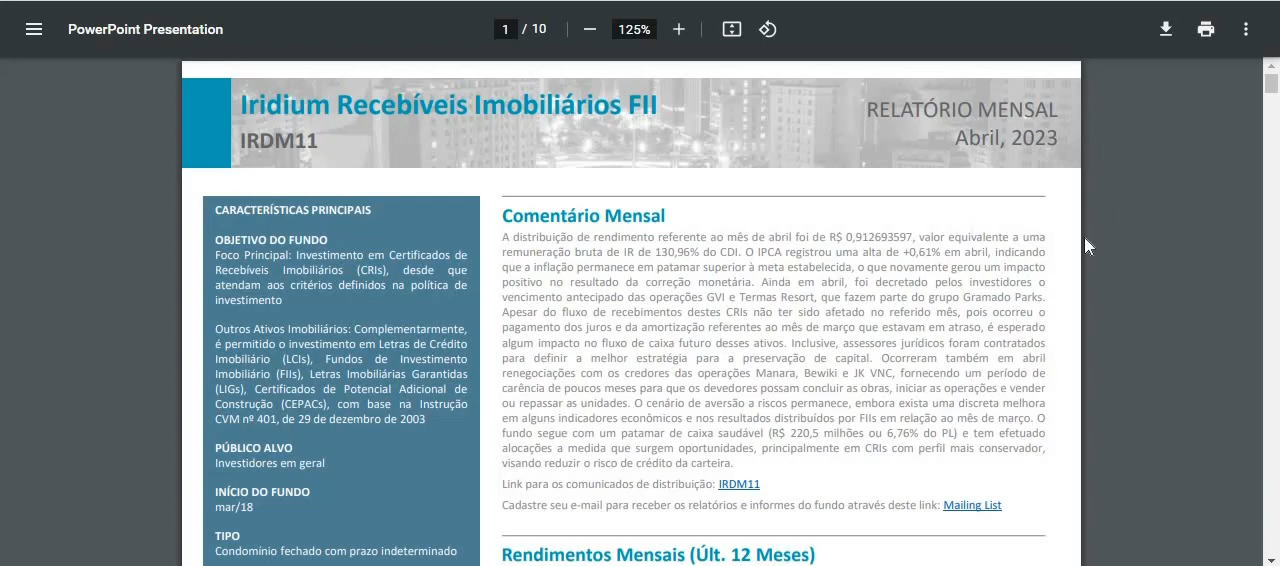 PowerPoint Presentation
1 / 10
125%
Iridium Recebíveis Imobiliários FII
IRDM11
RELATÓRIO MENSAL
Abril, 2023
CARACTERÍSTICAS PRINCIPAIS
OBJETIVO DO FUNDO
Foco Principal: Investimento em Certificados de
Recebíveis Imobiliários (CRIs), desde que
atendam aos critérios definidos na política de
investimento
Outros Ativos Imobiliários: Complementarmente,
é permitido o investimento em Letras de Crédito
Imobiliário (LCIs), Fundos de Investimento
Imobiliário (FIIs), Letras Imobiliárias Garantidas
(LIGs), Certificados de Potencial Adicional de
Construção (CEPACs), com base na Instrução
CVM nº 401, de 29 de dezembro de 2003
PÚBLICO ALVO
Investidores em geral
INÍCIO DO FUNDO
mar/18
TIPO
Condomínio fechado com prazo indeterminado
Comentário Mensal
A distribuição de rendimento referente ao mês de abril foi de R$ 0,912693597, valor equivalente a uma
remuneração bruta de IR de 130,96% do CDI. O IPCA registrou uma alta de +0,61% em abril, indicando
que a inflação permanece em patamar superior à meta estabelecida, o que novamente gerou um impacto
positivo no resultado da correção monetária. Ainda em abril, foi decretado pelos investidores o
vencimento antecipado das operações GVI e Termas Resort, que fazem parte do grupo Gramado Parks.
Apesar do fluxo de recebimentos destes CRIs não ter sido afetado no referido mês, pois ocorreu o
pagamento dos juros e da amortização referentes ao mês de março que estavam em atraso, é esperado
algum impacto no fluxo de caixa futuro desses ativos. Inclusive, assessores jurídicos foram contratados
para definir a melhor estratégia para a preservação de capital. Ocorreram também em abril
renegociações com os credores das operações Manara, Bewiki e JK VNC, fornecendo um período de
carência de poucos meses para que os devedores possam concluir as obras, iniciar as operações e vender
ou repassar as unidades. O cenário de aversão a riscos permanece, embora exista uma discreta melhora
em alguns indicadores econômicos e nos resultados distribuídos por FIIs em relação ao mês de março. O
fundo segue com um patamar de caixa saudável (R$ 220,5 milhões ou 6,76% do PL) e tem efetuado
alocações a medida que surgem oportunidades, principalmente em CRIs com perfil mais conservador,
visando reduzir o risco de crédito da carteira.
Link para os comunicados de distribuição: IRDM11
Cadastre seu e-mail para receber os relatórios e informes do fundo através deste link: Mailing List
Rendimentos Mensais (Últ. 12 Meses)